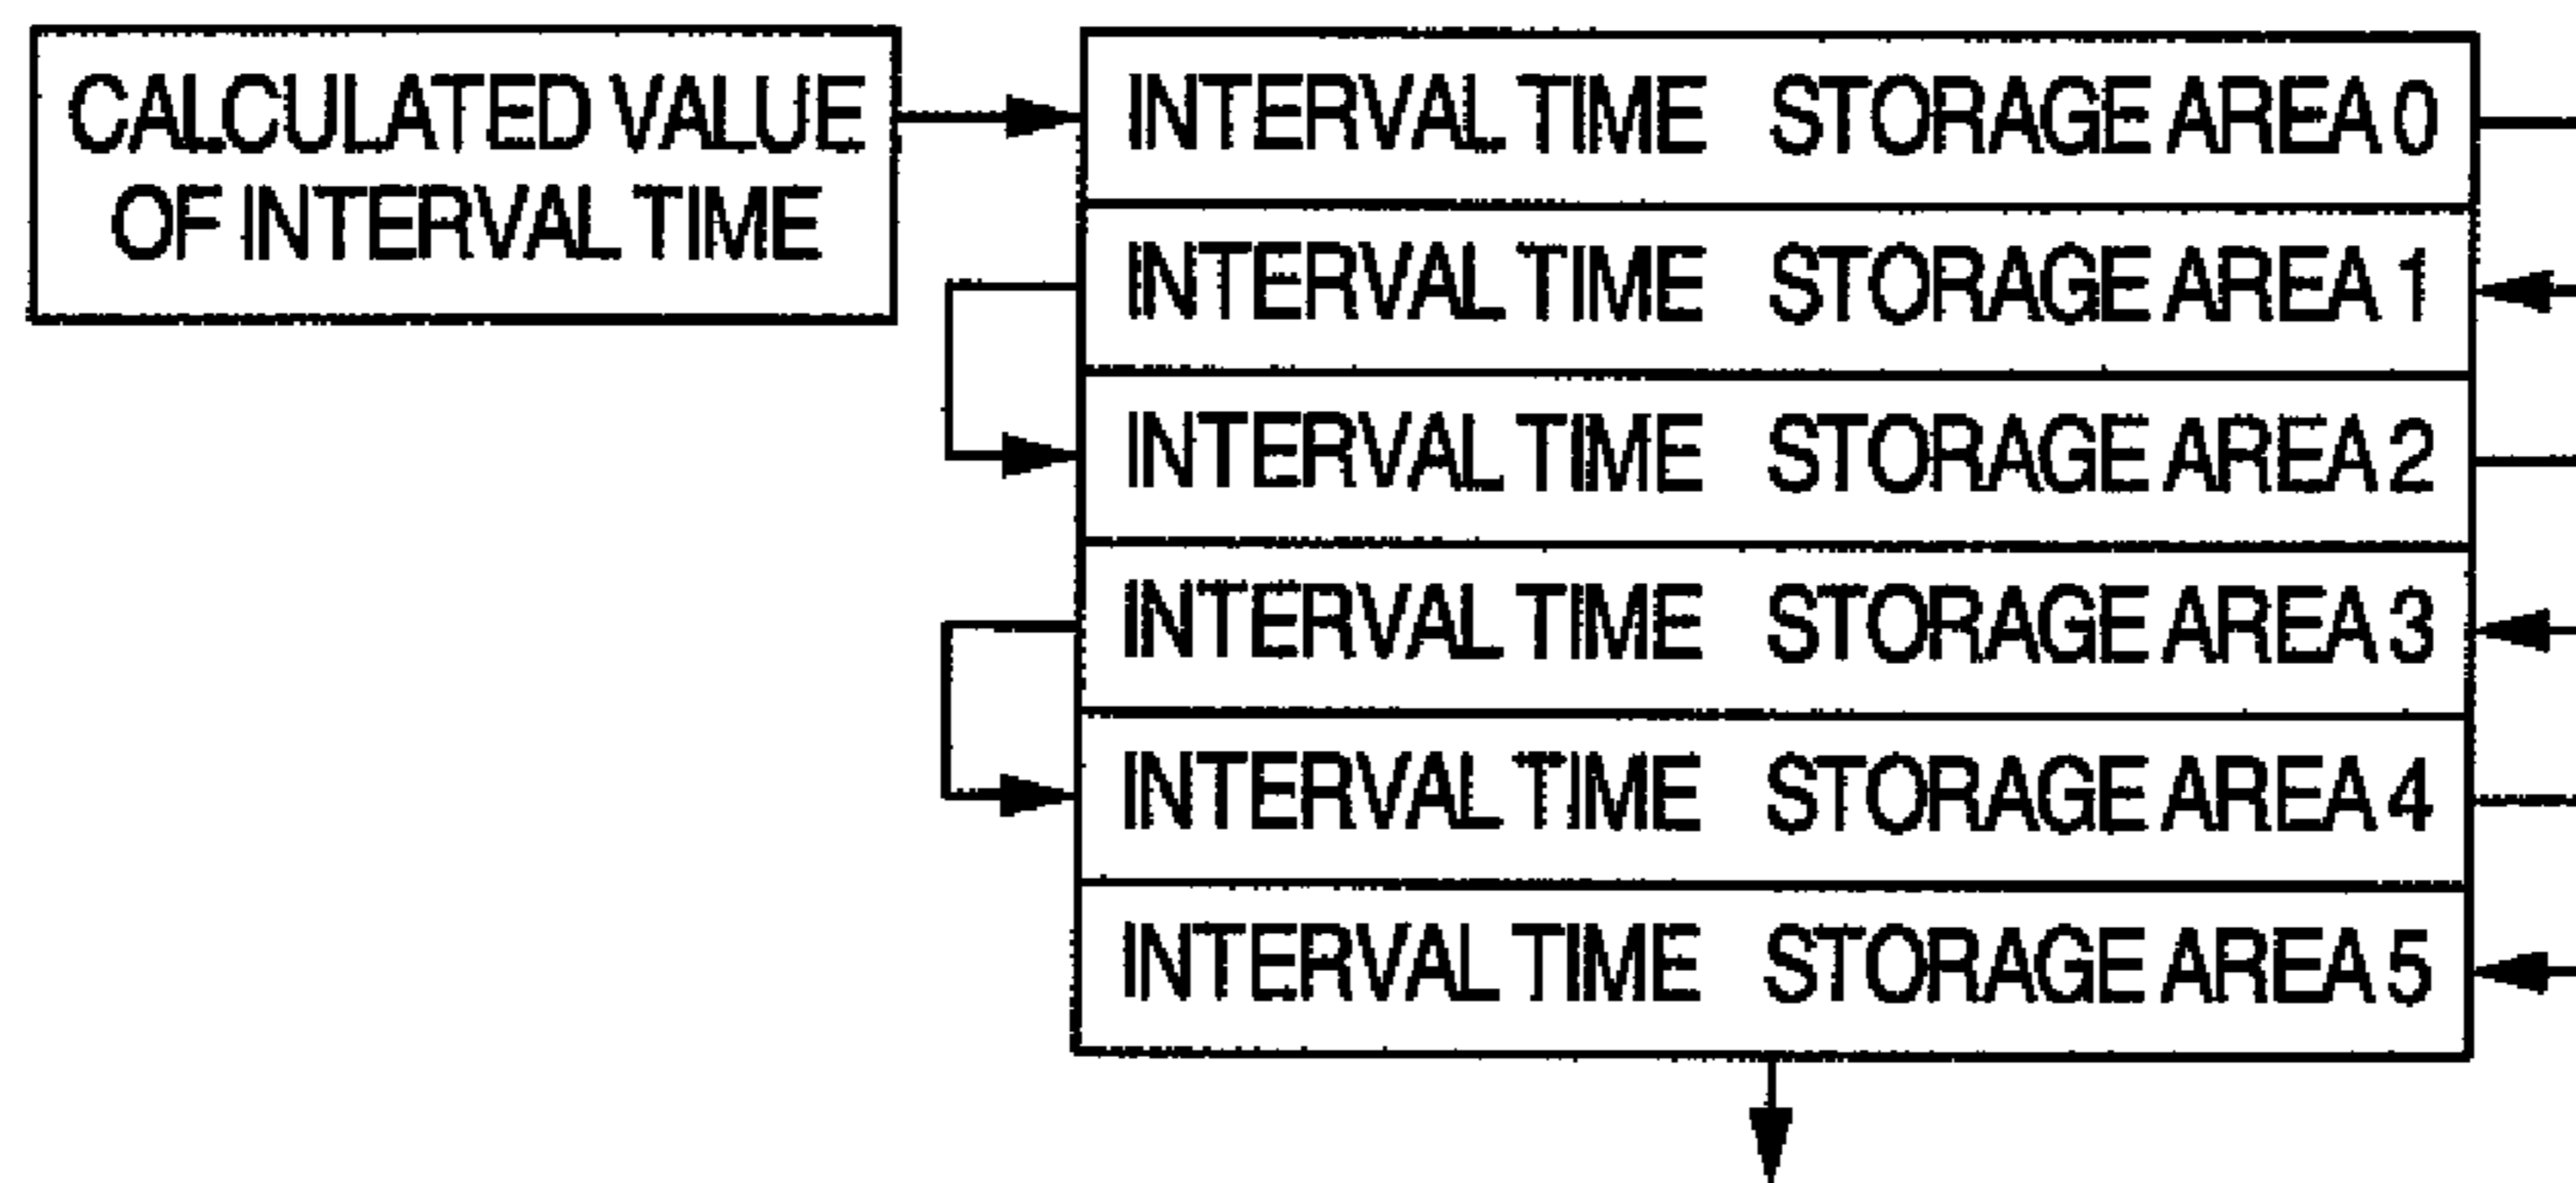 CALCULATED VALUE
OF INTERVAL TIME
INTERVAL TIME STORAGE AREA 0
INTERVAL TIME STORAGE AREA 1
INTERVAL TIME STORAGE AREA 2
INTERVAL TIME STORAGE AREA 3
INTERVAL TIME STORAGE AREA 4
INTERVAL TIME STORAGE AREA 5